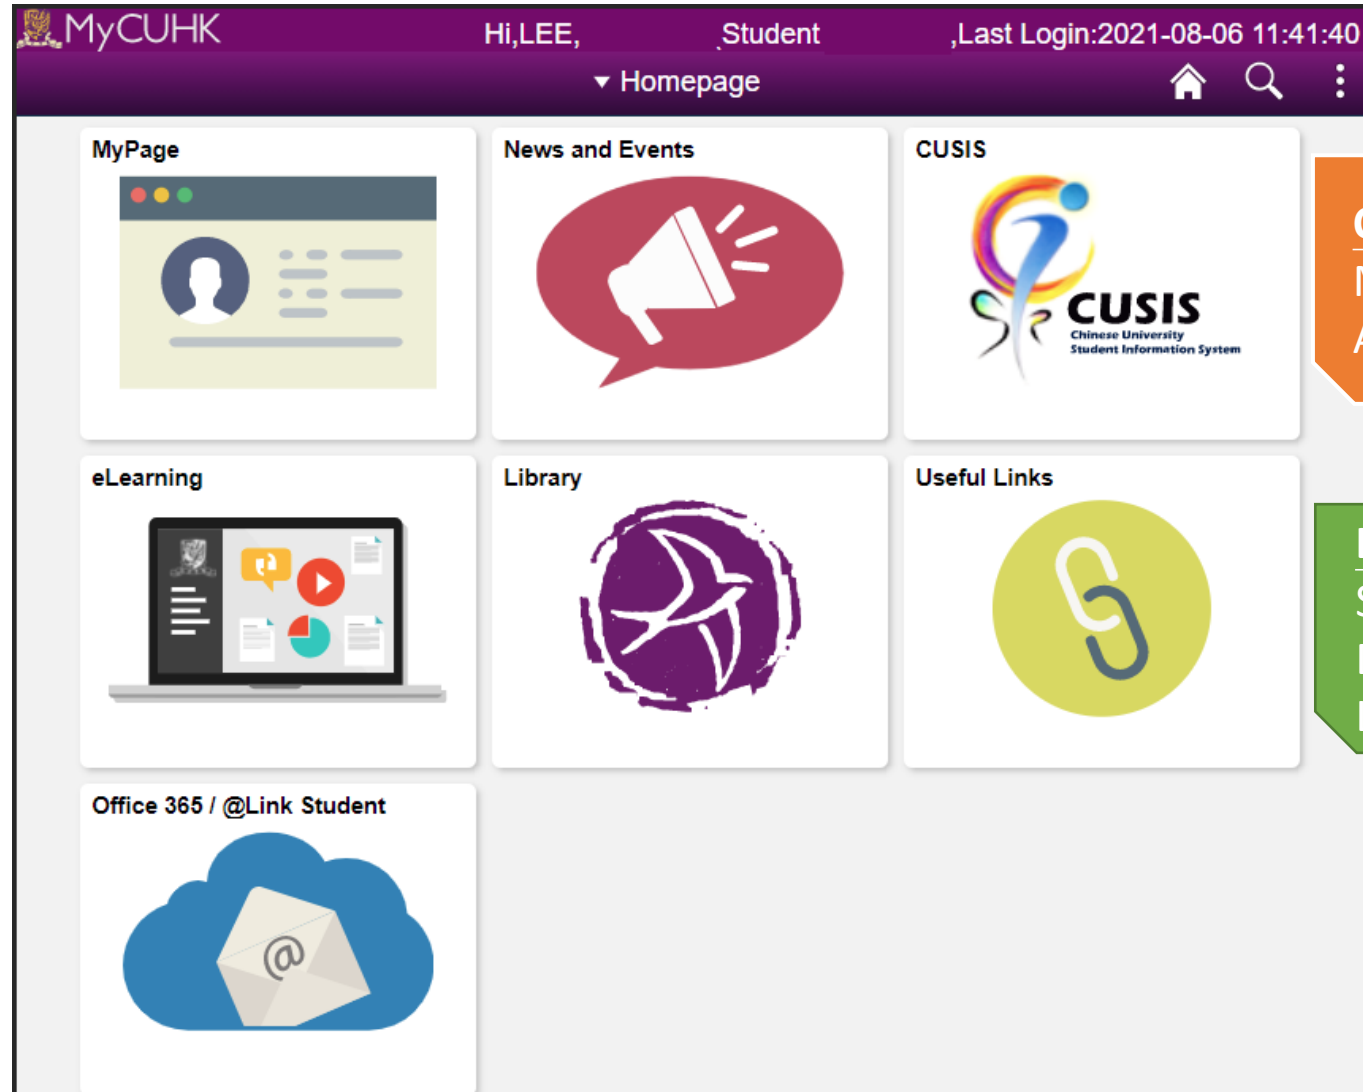 MyCUHK
Hi,LEE, ,Student ,Last Login:2021-08-06 11:41:40
Homepage
MyPage
News and Events
CUSIS
CUSIS
Chinese University
Student Information System
eLearning
Library
Useful Links
Office 365 / @Link Student
@